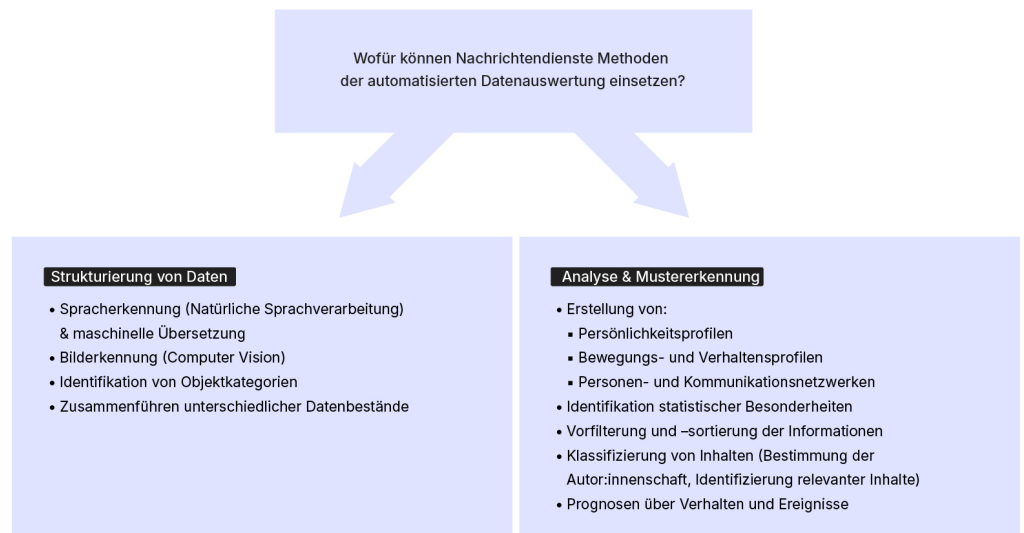 Wofür können Nachrichtendienste Methoden
der automatisierten Datenauswertung einsetzen?
Strukturierung von Daten
• Spracherkennung (Natürliche Sprachverarbeitung)
& maschinelle Übersetzung
• Bilderkennung (Computer Vision)
• Identifikation von Objektkategorien
• Zusammenführen unterschiedlicher Datenbestände
Analyse & Mustererkennung
• Erstellung von:
▪ Persönlichkeitsprofilen
▪ Bewegungs- und Verhaltensprofilen
▪ Personen- und Kommunikationsnetzwerken
• Identifikation statistischer Besonderheiten
• Vorfilterung und –sortierung der Informationen
• Klassifizierung von Inhalten (Bestimmung der
Autor:innenschaft, Identifizierung relevanter Inhalte)
• Prognosen über Verhalten und Ereignisse